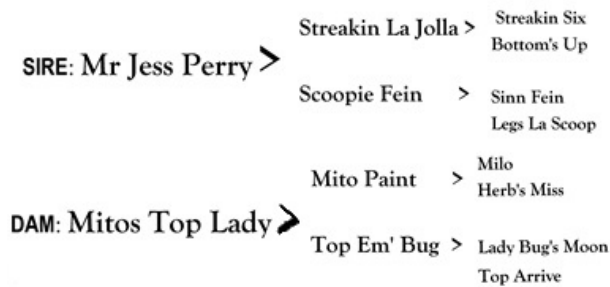 Streakin La Jolla > Streakin Six
Bottom's Up
SIRE: Mr Jess Perry >
Scoopie Fein > Sinn Fein
Legs La Scoop
Mito Paint > Milo
Herb's Miss
DAM: Mitos Top Lady >
Top Em' Bug > Lady Bug's Moon
Top Arrive